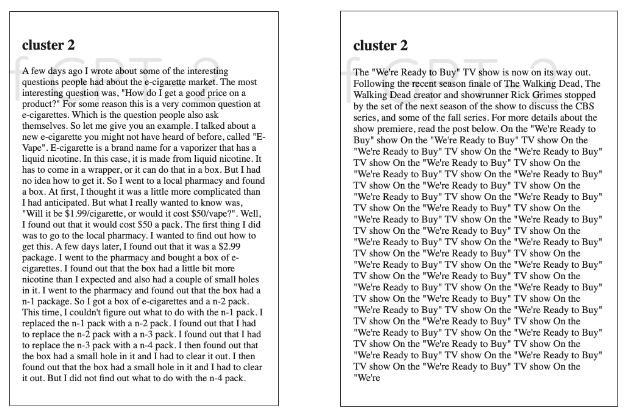 cluster 2
A few days ago I wrote about some of the interesting
questions people had about the e-cigarette market. The most
interesting question was, "How do I get a good price on a
product?" For some reason this is a very common question at
e-cigarettes. Which is the question people also ask
themselves. So let me give you an example. I talked about a
new e-cigarette you might not have heard of before, called "E-
Vape". E-cigarette is a brand name for a vaporizer that has a
liquid nicotine. In this case, it is made from liquid nicotine. It
has to come in a wrapper, or it can do that in a box. But I had
no idea how to get it. So I went to a local pharmacy and found
a box. At first, I thought it was a little more complicated than
I had anticipated. But what I really wanted to know was,
"Will it be $1.99/cigarette, or would it cost $50/vape?". Well,
I found out that it would cost $50 a pack. The first thing I did
was to go to the local pharmacy. I wanted to find out how to
get this. A few days later, I found out that it was a $2.99
package. I went to the pharmacy and bought a box of e-
cigarettes. I found out that the box had a little bit more
nicotine than I expected and also had a couple of small holes
in it. I went to the pharmacy and found out that the box had a
n-1 package. So I got a box of e-cigarettes and a n-2 pack.
This time, I couldn't figure out what to do with the n-1 pack. I
replaced the n-1 pack with a n-2 pack. I found out that I had
to replace the n-2 pack with a n-3 pack. I found out that I had
to replace the n-3 pack with a n-4 pack. I then found out that
the box had a small hole in it and I had to clear it out. I then
found out that the box had a small hole in it and I had to clear
it out. But I did not find out what to do with the n-4 pack.
cluster 2
The "We're Ready to Buy" TV show is now on its way out.
Following the recent season finale of The Walking Dead, The
Walking Dead creator and showrunner Rick Grimes stopped
by the set of the next season of the show to discuss the CBS
series, and some of the fall series. For more details about the
show premiere, read the post below. On the "We're Ready to
Buy" show On the "We're Ready to Buy" TV show On the
"We're Ready to Buy" TV show On the "We're Ready to Buy"
TV show On the "We're Ready to Buy" TV show On the
"We're Ready to Buy" TV show On the "We're Ready to Buy"
TV show On the "We're Ready to Buy" TV show On the
"We're Ready to Buy" TV show On the "We're Ready to Buy"
TV show On the "We're Ready to Buy" TV show On the
"We're Ready to Buy" TV show On the "We're Ready to Buy"
TV show On the "We're Ready to Buy" TV show On the
"We're Ready to Buy" TV show On the "We're Ready to Buy"
TV show On the "We're Ready to Buy" TV show On the
"We're Ready to Buy" TV show On the "We're Ready to Buy"
TV show On the "We're Ready to Buy" TV show On the
"We're Ready to Buy" TV show On the "We're Ready to Buy"
TV show On the "We're Ready to Buy" TV show On the
"We're Ready to Buy" TV show On the "We're Ready to Buy"
TV show On the "We're Ready to Buy" TV show On the
"We're Ready to Buy" TV show On the "We're Ready to Buy"
TV show On the "We're Ready to Buy" TV show On the
"We're Ready to Buy" TV show On the "We're Ready to Buy"
TV show On the "We're Ready to Buy" TV show On the
"We're